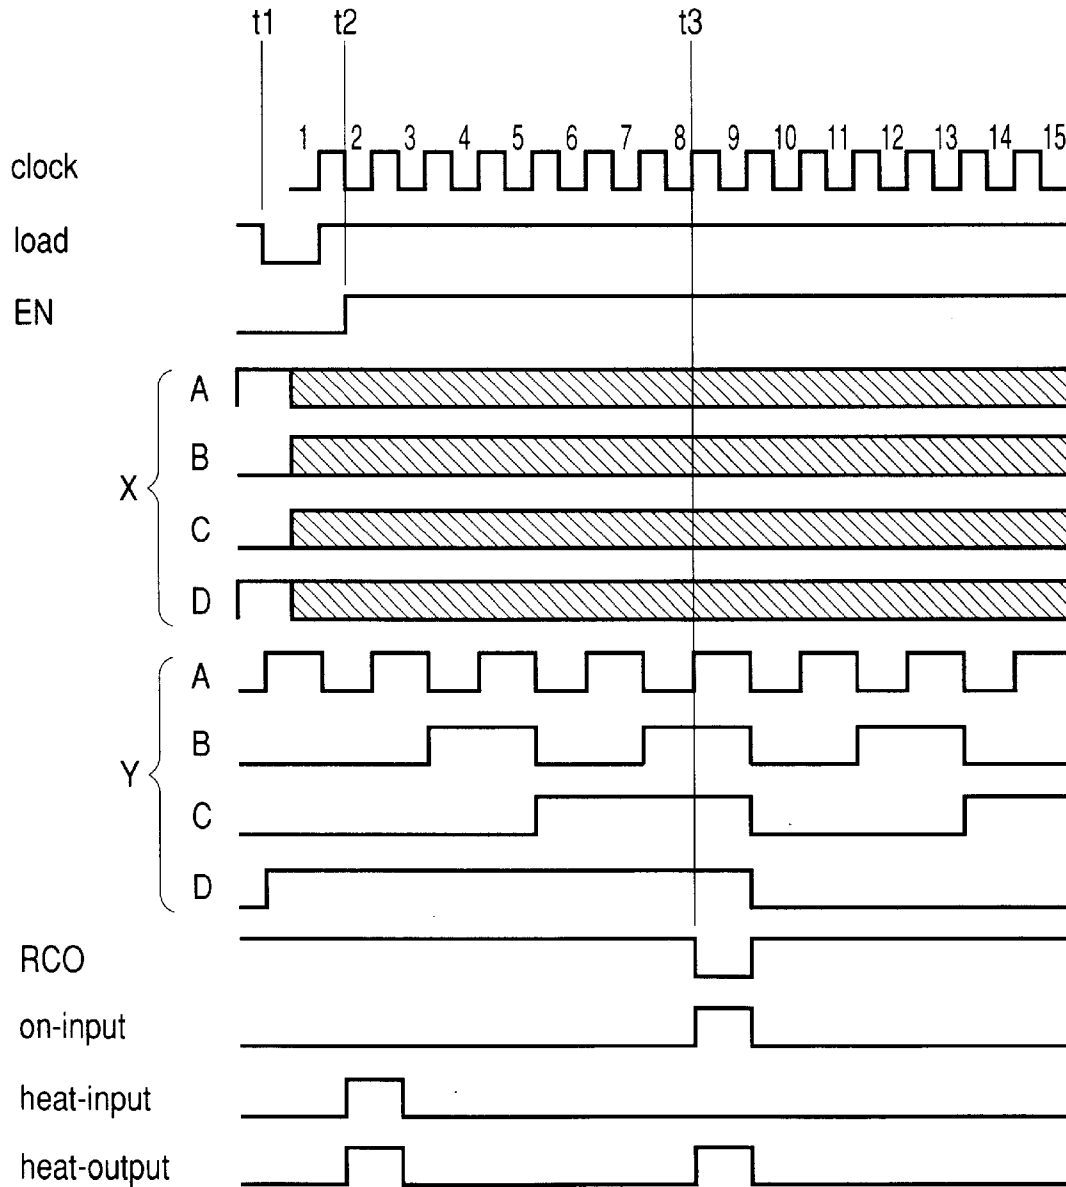 t1 t2 t3
1 2 3 4 5 6 7 8 9 10 11 12 13 14 15
clock
load
EN
X
A
B
C
D
Y
A
B
C
D
RCO
on-input
heat-input
heat-output